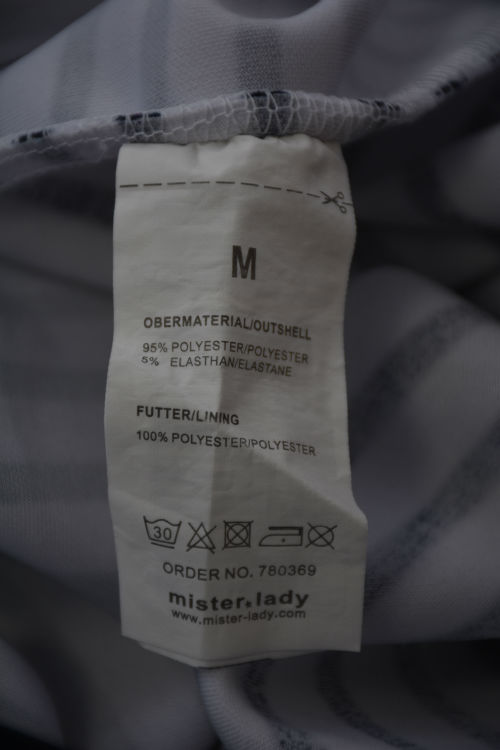 M
OBERMATERIAL/OUTSHELL
95% POLYESTER/POLYESTER
5% ELASTHAN/ELASTANE
FUTTER/LINING
100% POLYESTER/POLYESTER
30
ORDER NO. 780369
mister*lady
www.mister-lady.com